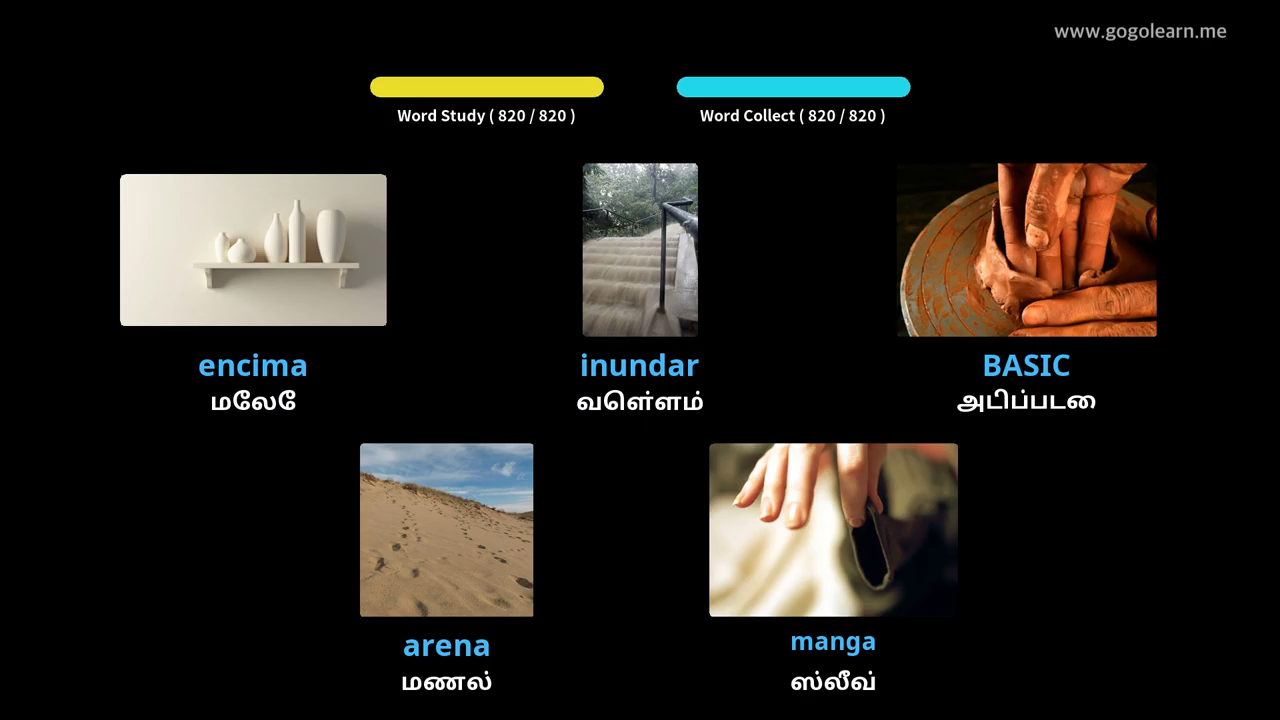 www.gogolearn.me
Word Study ( 820 / 820 )
Word Collect ( 820 / 820 )
encima
மேலே
inundar
வெள்ளம்
BASIC
அடிப்படை
arena
மணல்
manga
ஸ்லீவ்